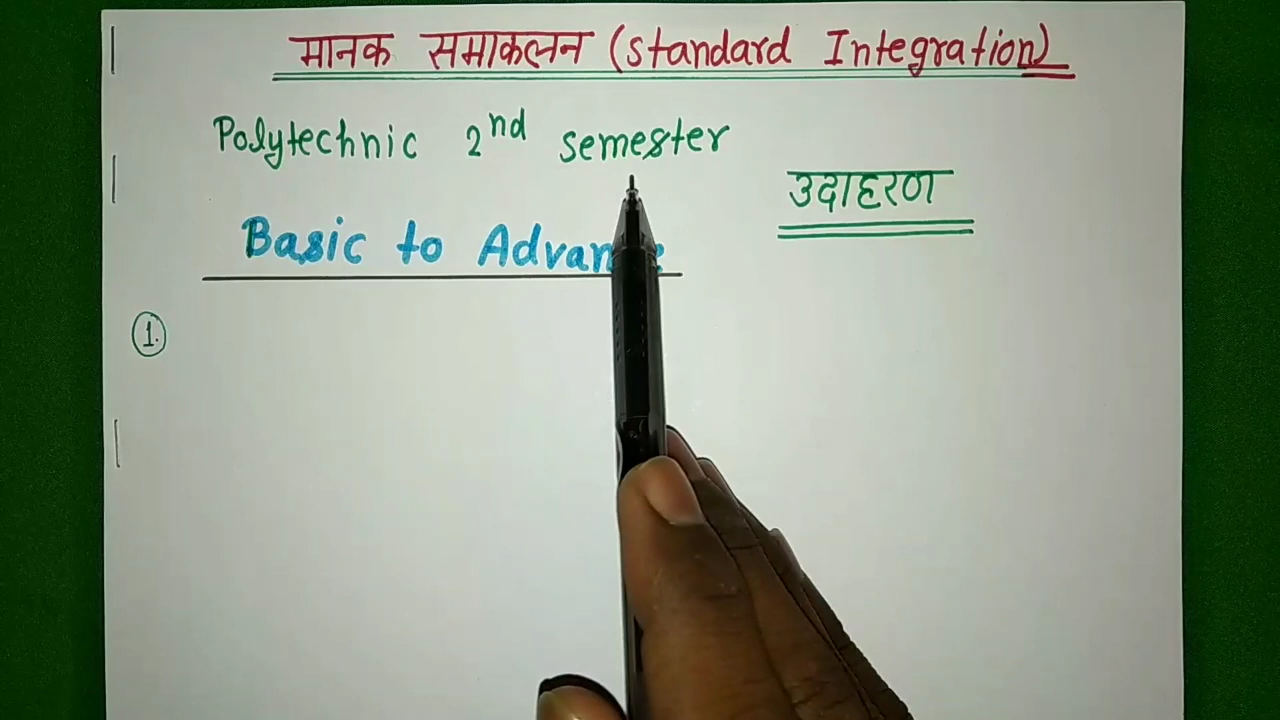 मानक समाकलन (Standard Integration)
Polytechnic 2nd semester
उदाहरण
Basic to
1.